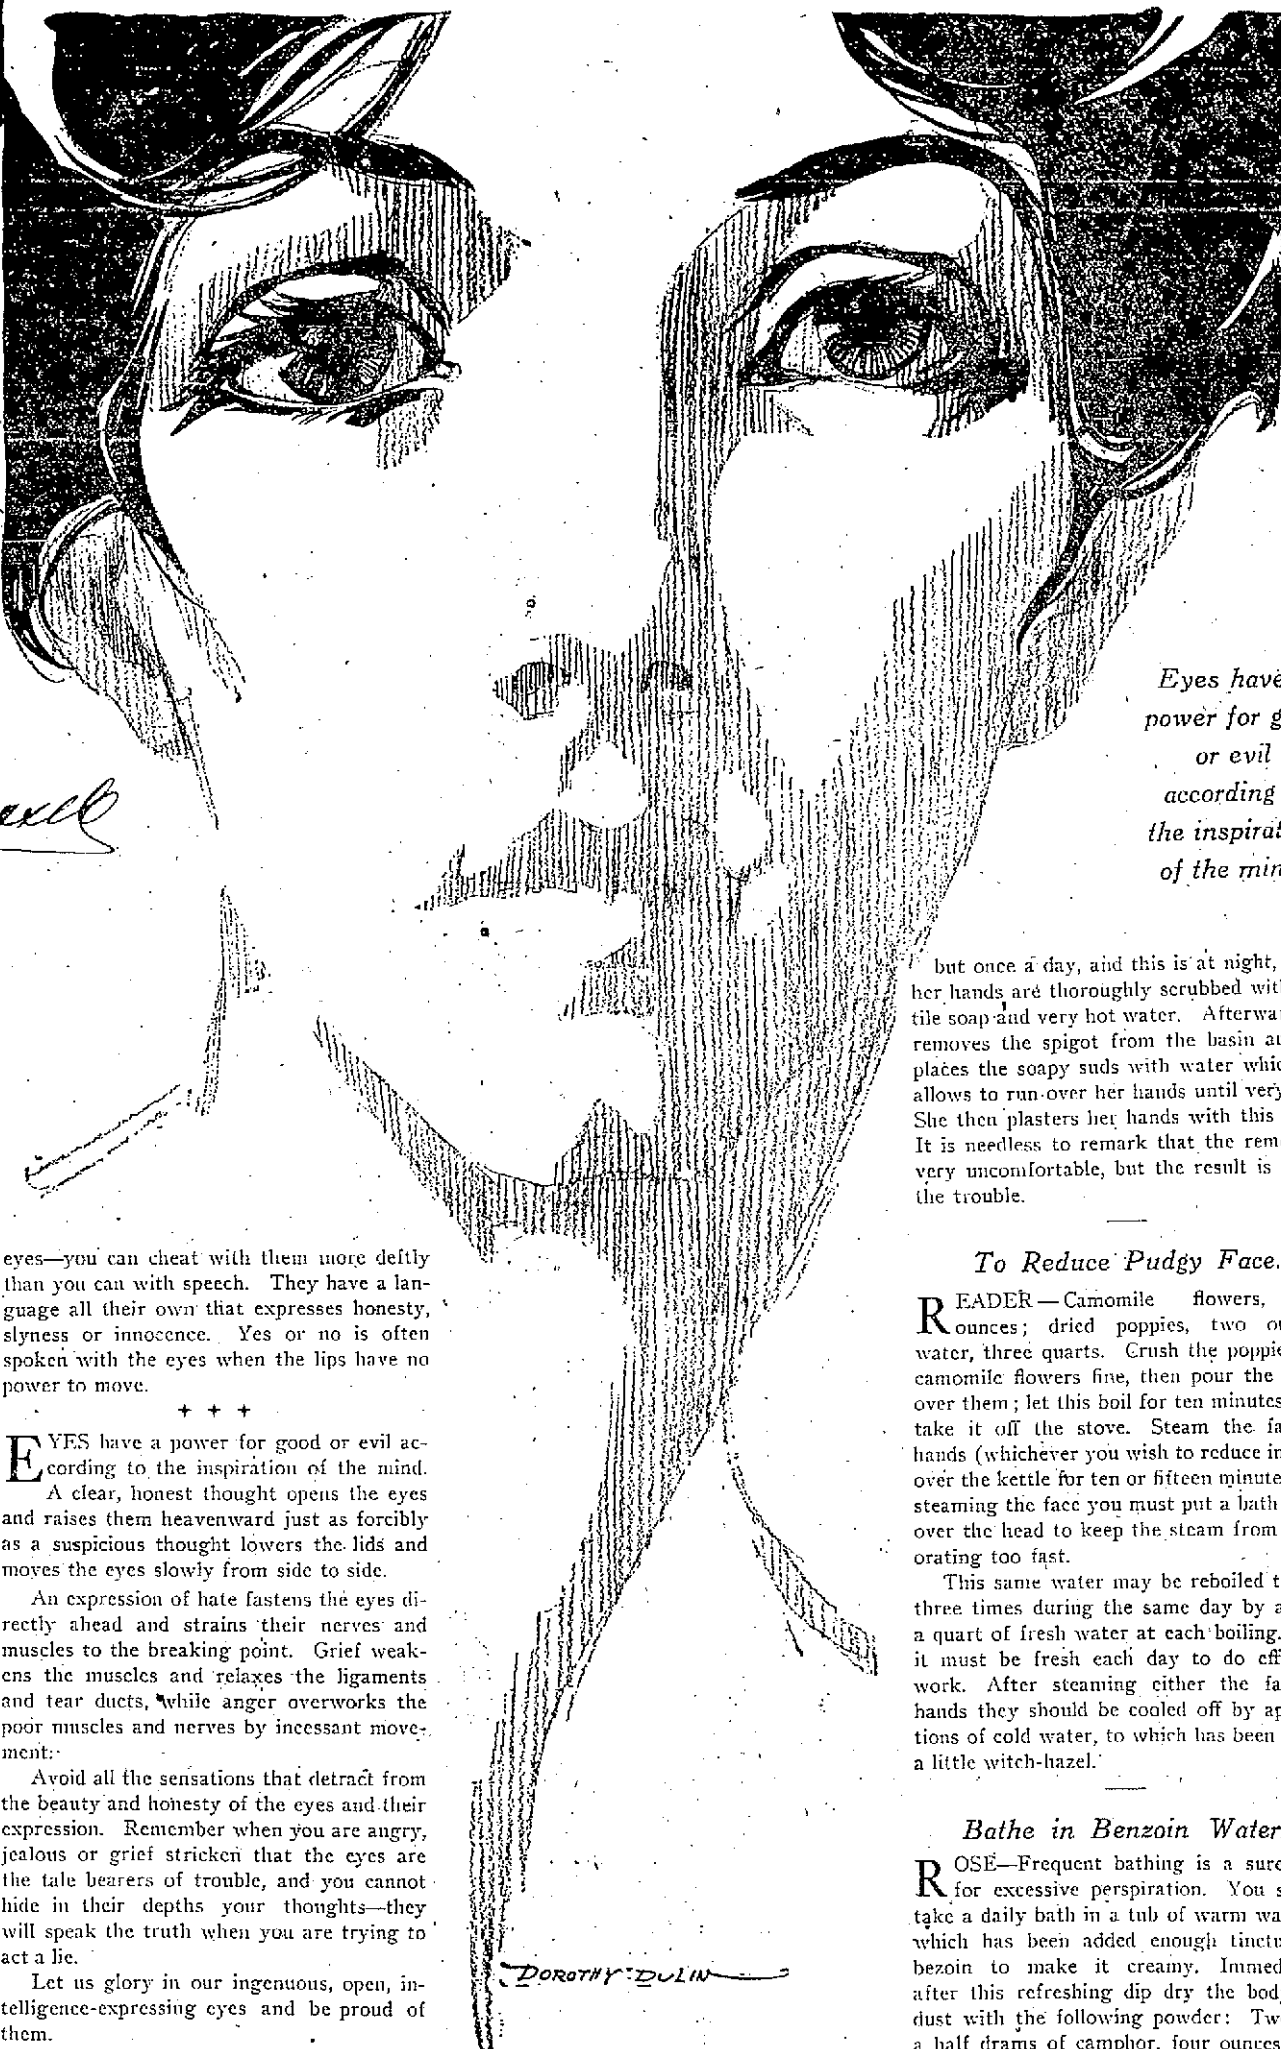 eyes—you can cheat with them more deftly
than you can with speech. They have a lan-
guage all their own that expresses honesty,
slyness or innocence. Yes or no is often
spoken with the eyes when the lips have no
power to move.
+ + +
EYES have a power for good or evil ac-
cording to the inspiration of the mind.
A clear, honest thought opens the eyes
and raises them heavenward just as forcibly
as a suspicious thought lowers the lids and
moves the eyes slowly from side to side.
An expression of hate fastens the eyes di-
rectly ahead and strains their nerves and
muscles to the breaking point. Grief weak-
ens the muscles and relaxes the ligaments
and tear ducts, while anger overworks the
poor muscles and nerves by incessant move-
ment.
Avoid all the sensations that detract from
the beauty and honesty of the eyes and their
expression. Remember when you are angry,
jealous or grief stricken that the eyes are
the tale bearers of trouble, and you cannot
hide in their depths your thoughts—they
will speak the truth when you are trying to
act a lie.
Let us glory in our ingenuous, open, in-
telligence-expressing eyes and be proud of
them.
DOROTHY DULIN
Eyes have
power for g
or evil
according
the inspirat
of the min
but once a day, and this is at night,
her hands are thoroughly scrubbed wit
tile soap and very hot water. Afterwa
removes the spigot from the basin a
places the soapy suds with water whic
allows to run over her hands until very
She then plasters her hands with this
It is needless to remark that the rem
very uncomfortable, but the result is
the trouble.
To Reduce Pudgy Face.
READER—Camomile flowers,
ounces; dried poppies, two ou
water, three quarts. Crush the poppie
camomile flowers fine, then pour the
over them; let this boil for ten minutes
take it off the stove. Steam the fa
hands (whichever you wish to reduce in
over the kettle for ten or fifteen minute
steaming the face you must put a bath
over the head to keep the steam from
orating too fast.
This same water may be reboiled t
three times during the same day by a
a quart of fresh water at each boiling.
it must be fresh each day to do eff
work. After steaming either the fa
hands they should be cooled off by ap
tions of cold water, to which has been
a little witch-hazel.
Bathe in Benzoin Water
ROSE—Frequent bathing is a sure
for excessive perspiration. You s
take a daily bath in a tub of warm wa
which has been added enough tinctu
bezoin to make it creamy. Immed
after this refreshing dip dry the bod
dust with the following powder: Tw
a half drams of camphor, four ounces